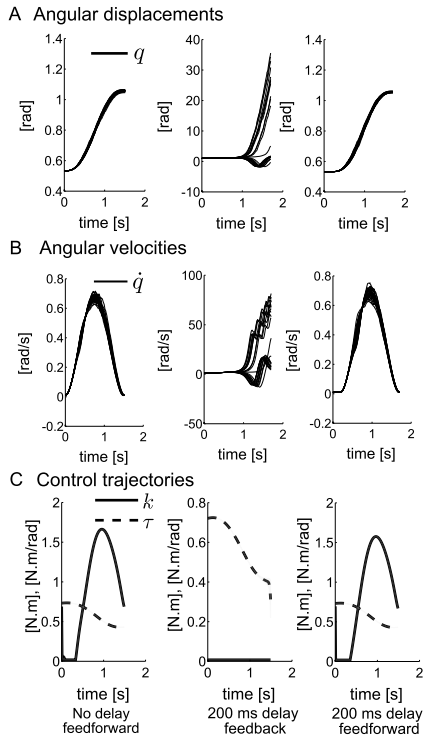 A Angular displacements
1.4
1.2
1
0.8
0.6
0.4
[rad]
q
0 1 2
time [s]
40
30
20
10
0
-10
[rad]
0 1 2
time [s]
1.4
1.2
1
0.8
0.6
0.4
[rad]
0 1 2
time [s]
B Angular velocities
0.8
0.6
0.4
0.2
0
-0.2
[rad/s]
q̇
0 1 2
time [s]
100
50
0
-50
[rad/s]
0 1 2
time [s]
0.8
0.6
0.4
0.2
0
-0.2
[rad/s]
0 1 2
time [s]
C Control trajectories
k
τ
2
1.5
1
0.5
0
[N.m], [N.m/rad]
0 1 2
time [s]
No delay
feedforward
0.8
0.6
0.4
0.2
0
[N.m], [N.m/rad]
0 1 2
time [s]
200 ms delay
feedback
2
1.5
1
0.5
0
[N.m], [N.m/rad]
0 1 2
time [s]
200 ms delay
feedforward